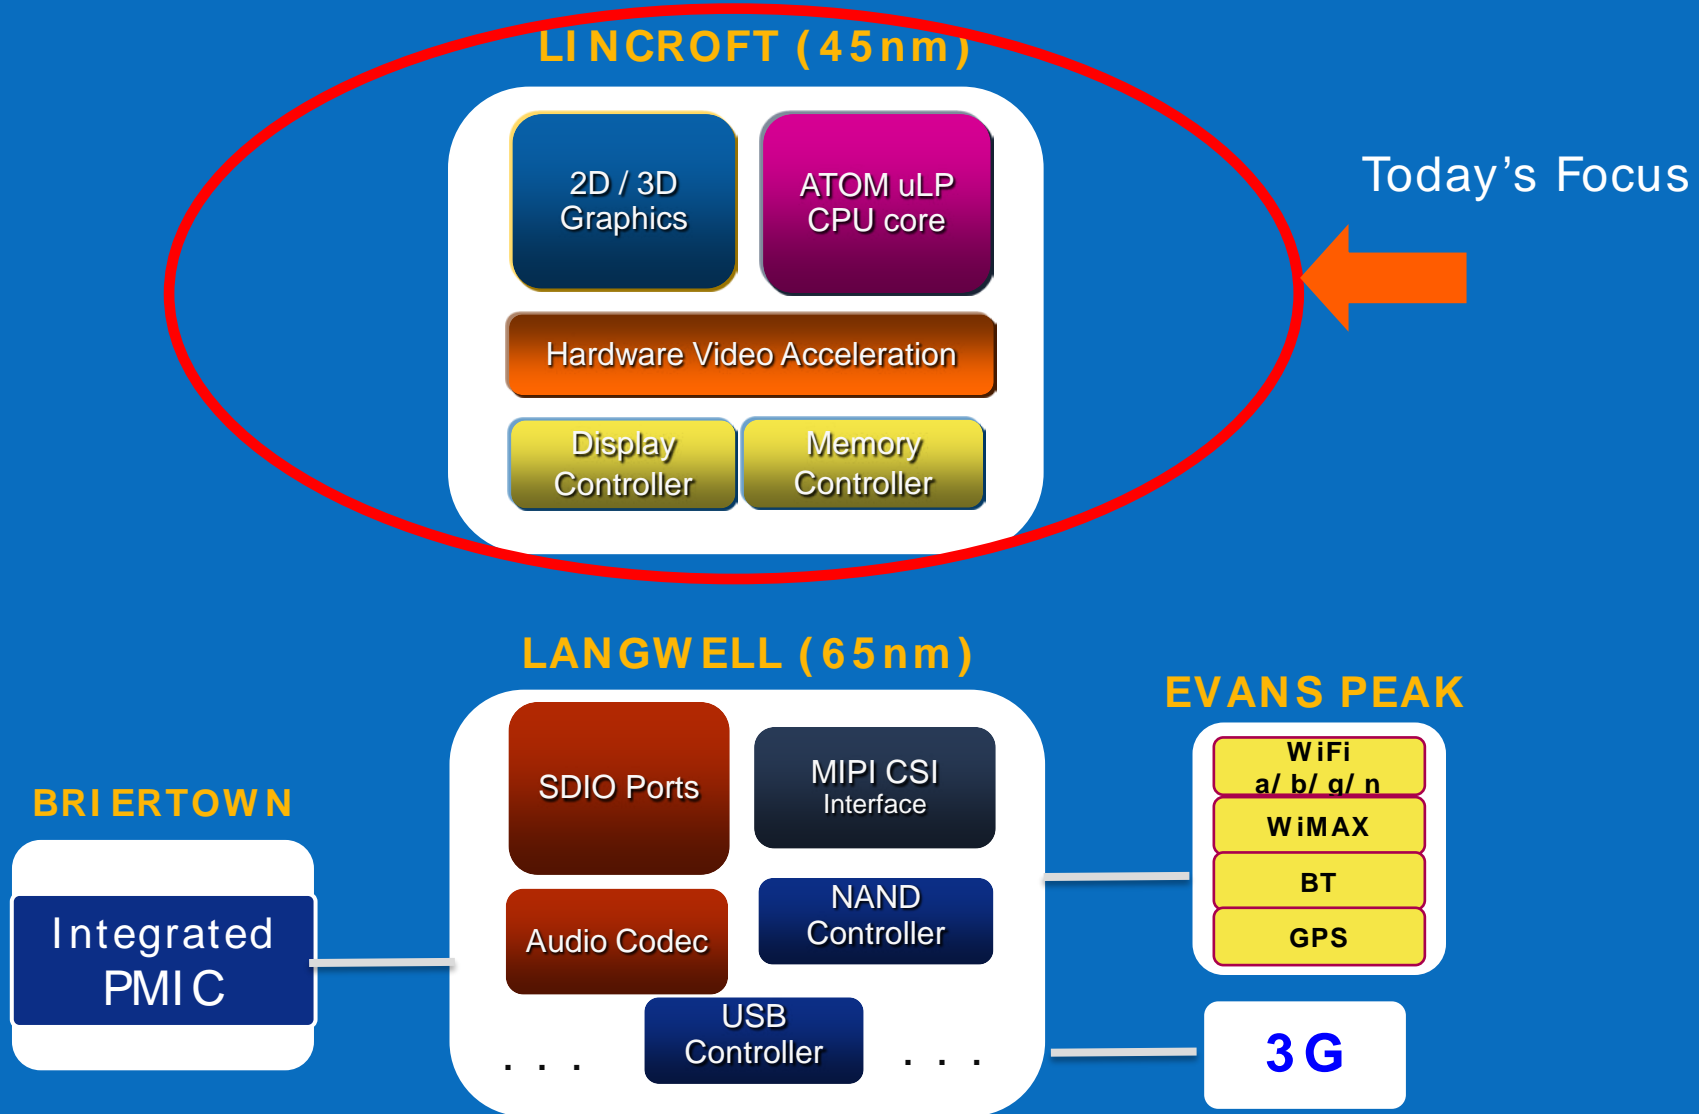 LINCROFT (45nm)
2D / 3D
Graphics
ATOM uLP
CPU core
Today's Focus
Hardware Video Acceleration
Display
Controller
Memory
Controller
LANGWELL (65nm)
EVANS PEAK
SDIO Ports
MIPI CSI
Interface
WiFi
a/ b/ g/ n
WiMAX
BT
GPS
BRIERTOWN
Integrated
PMIC
Audio Codec
NAND
Controller
USB
Controller
. . .
. . .
3G